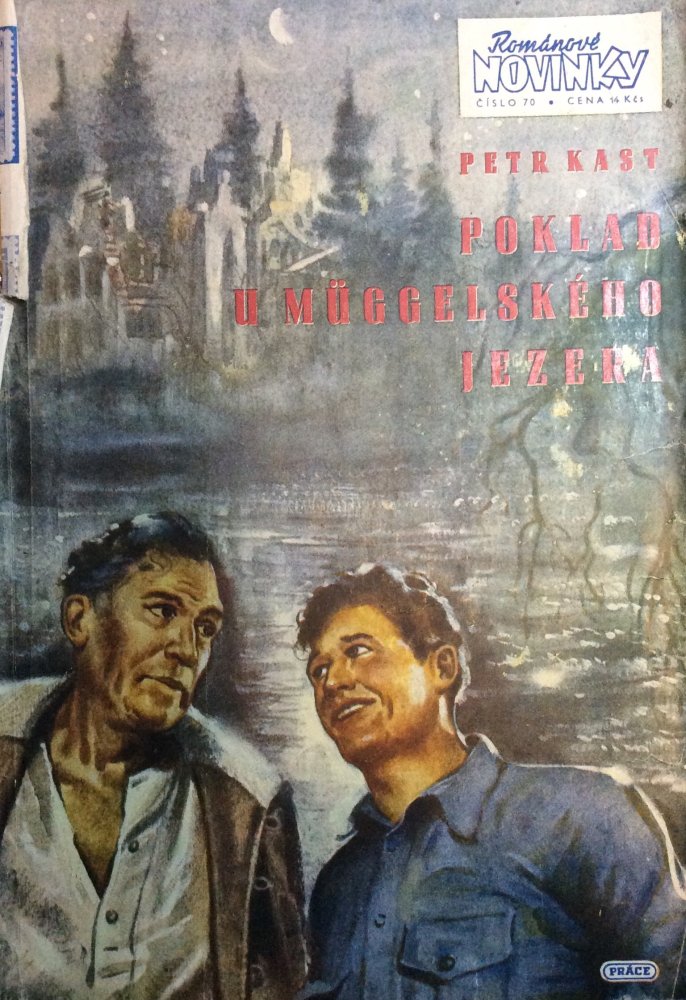 Románové
NOVINKY
ČÍSLO 70 • CENA 14 Kčs
PETR KAST
POKLAD
U MÜGGELSKÉHO
JEZERA
PRÁCE